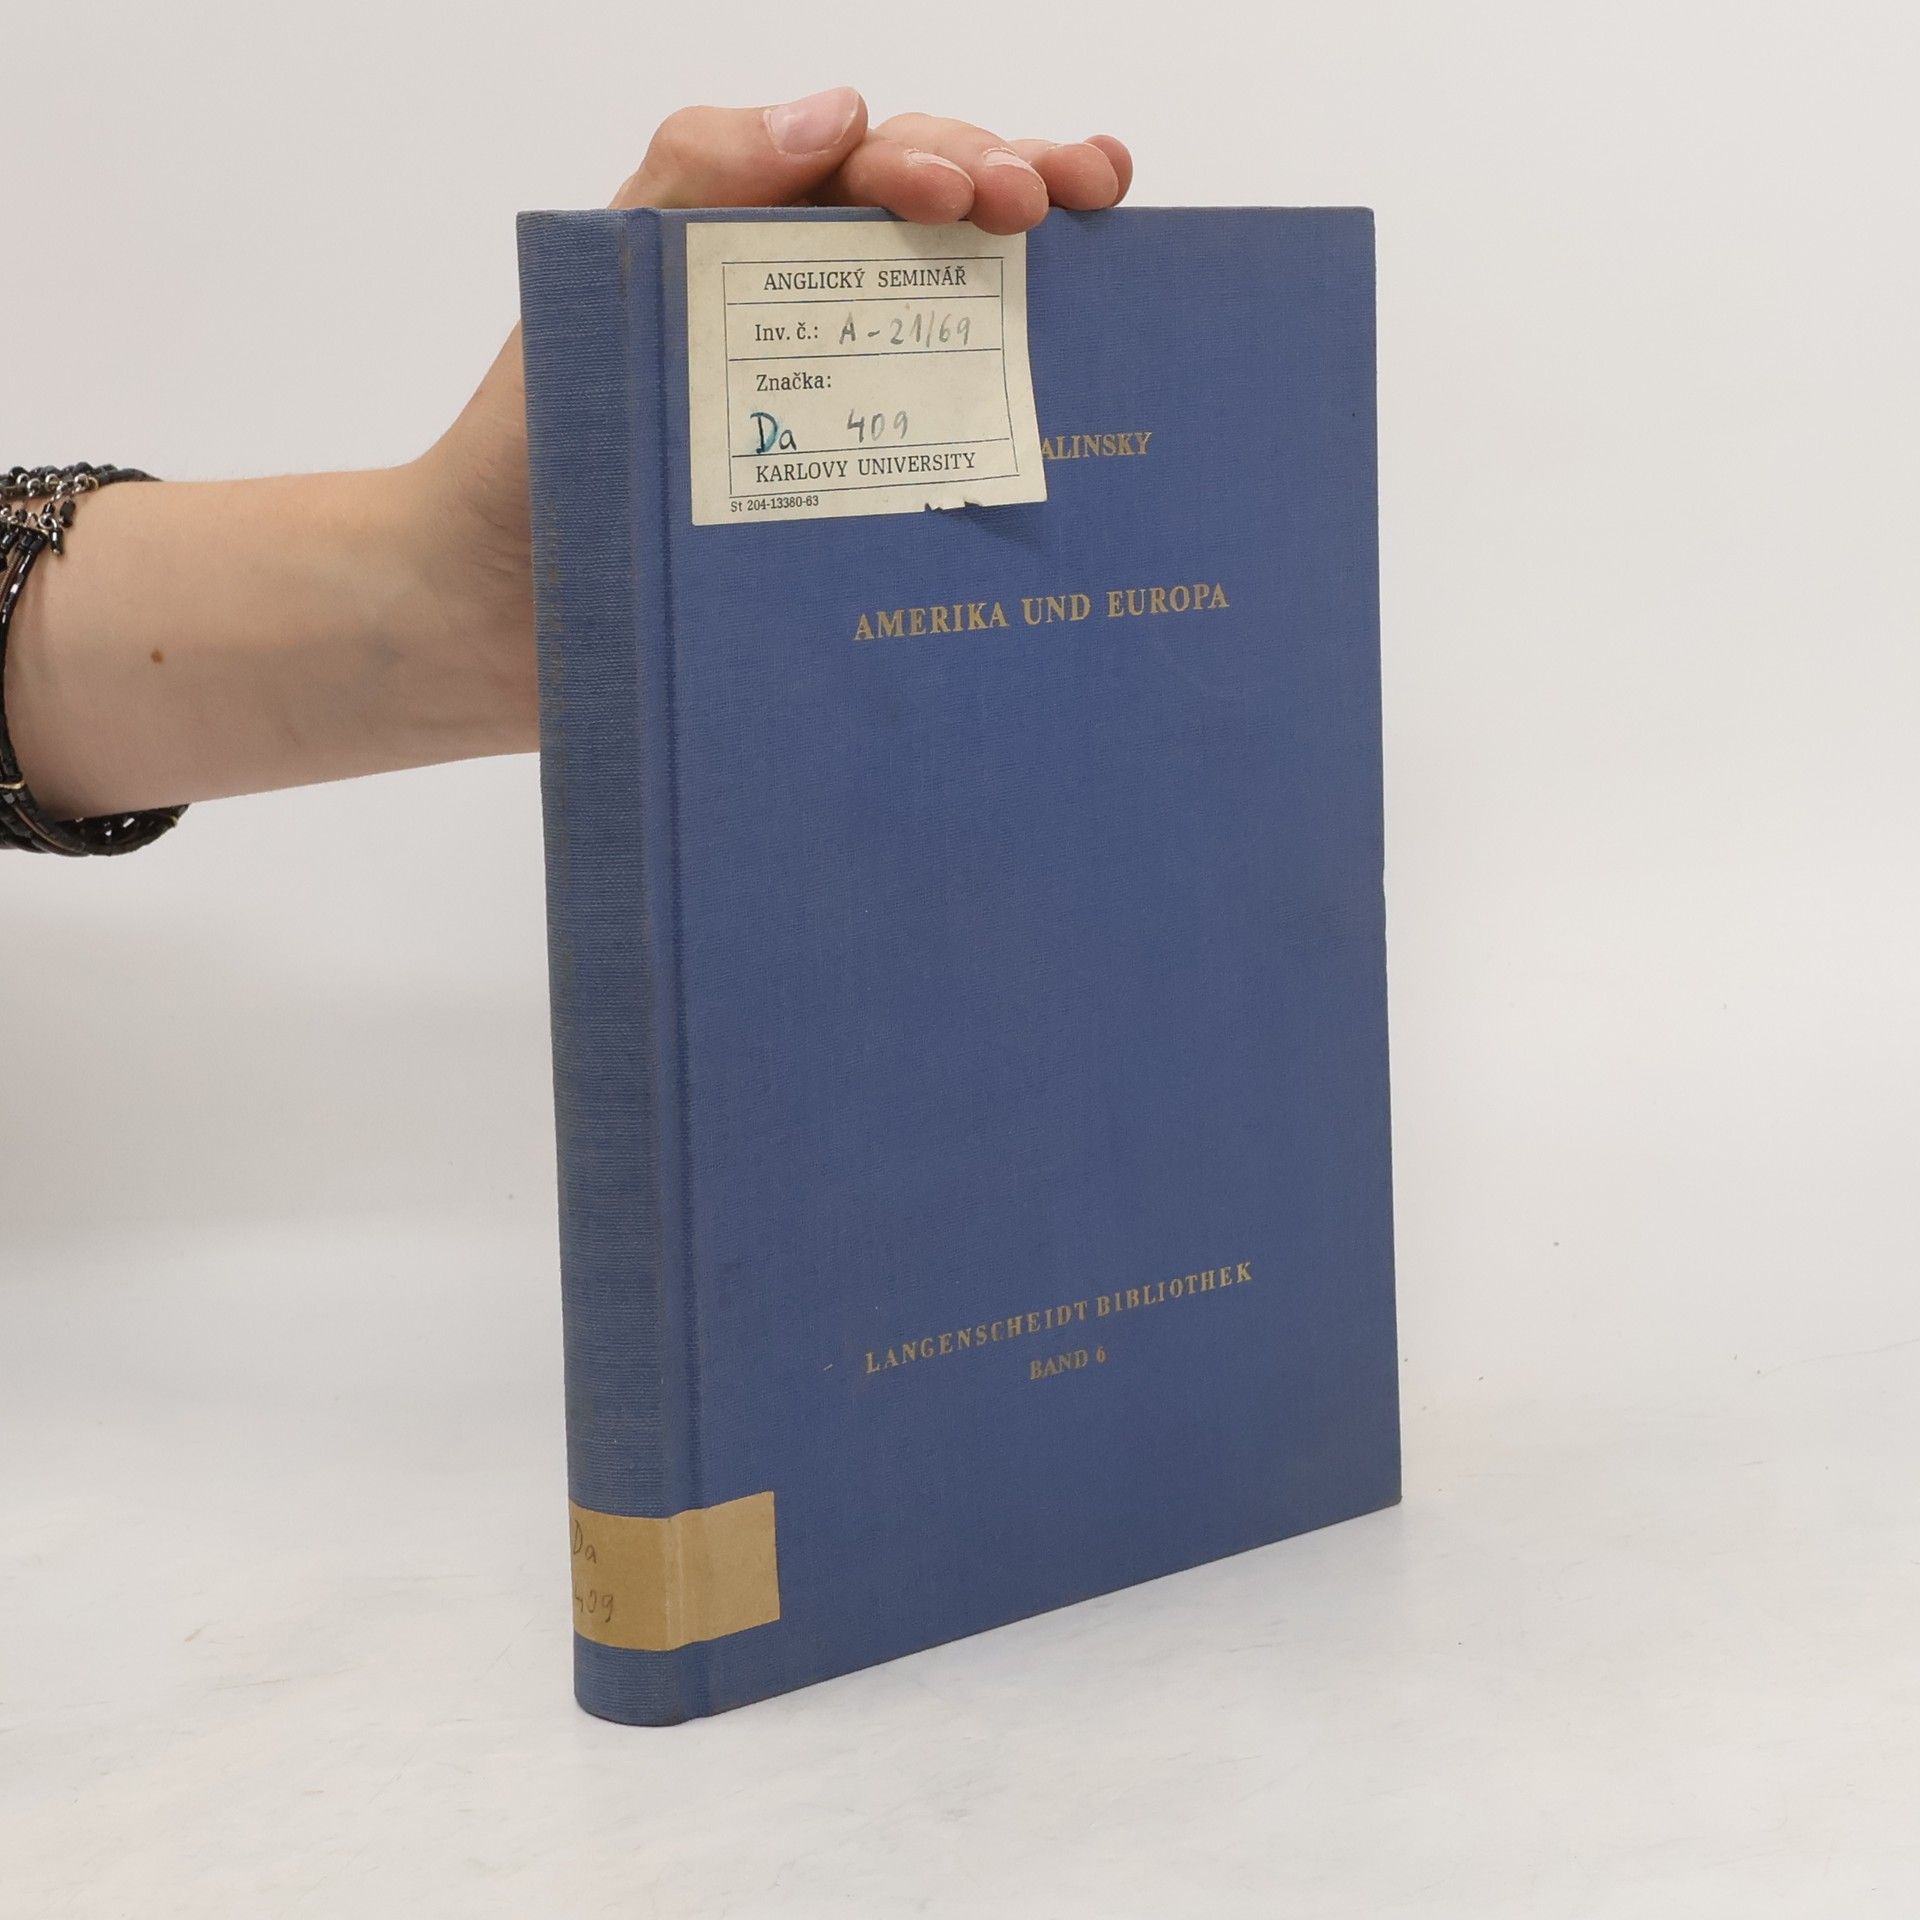 ANGLICKÝ SEMINÁŘ
Inv. č.: A-21/69
Značka:
Da 409
KARLOVY UNIVERSITY
St 204-13380-63
ALINSKY
AMERIKA UND EUROPA
LANGENSCHEIDT BIBLIOTHEK
BAND 6
Da
409